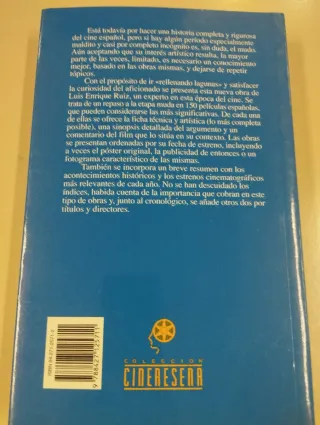 Está todavía por hacer una historia completa y rigurosa
del cine español, pero si hay algún período especialmente
maldito y casi por completo incógnito es, sin duda, el mudo.
Aún aceptando que su interés artístico resulta, la mayor
parte de las veces, limitado, es necesario un conocimiento
mejor, basado en las obras mismas, y dejarse de repetir
tópicos.
Con el propósito de ir «rellenando lagunas» y satisfacer
la curiosidad del aficionado se presenta esta nueva obra de
Luis Enrique Ruiz, un experto en esta época del cine. Se
trata de un repaso a la etapa muda en 150 películas españolas,
que pueden considerarse las más significativas. De cada una
de ellas se ofrece la ficha técnica y artística (lo más completa
posible), una sinopsis detallada del argumento y un
comentario del film que lo sitúa en su contexto. Las obras
se presentan ordenadas por su fecha de estreno, incluyendo
a veces el póster original, la publicidad de entonces o un
fotograma característico de las mismas.
También se incorpora un breve resumen con los
acontecimientos históricos y los estrenos cinematográficos
más relevantes de cada año. No se han descuidado los
índices, habida cuenta de la importancia que cobran en este
tipo de obras y, junto al cronológico, se añade otros dos por
títulos y directores.
9 788427 125711
COLECCION
CINERESEÑA